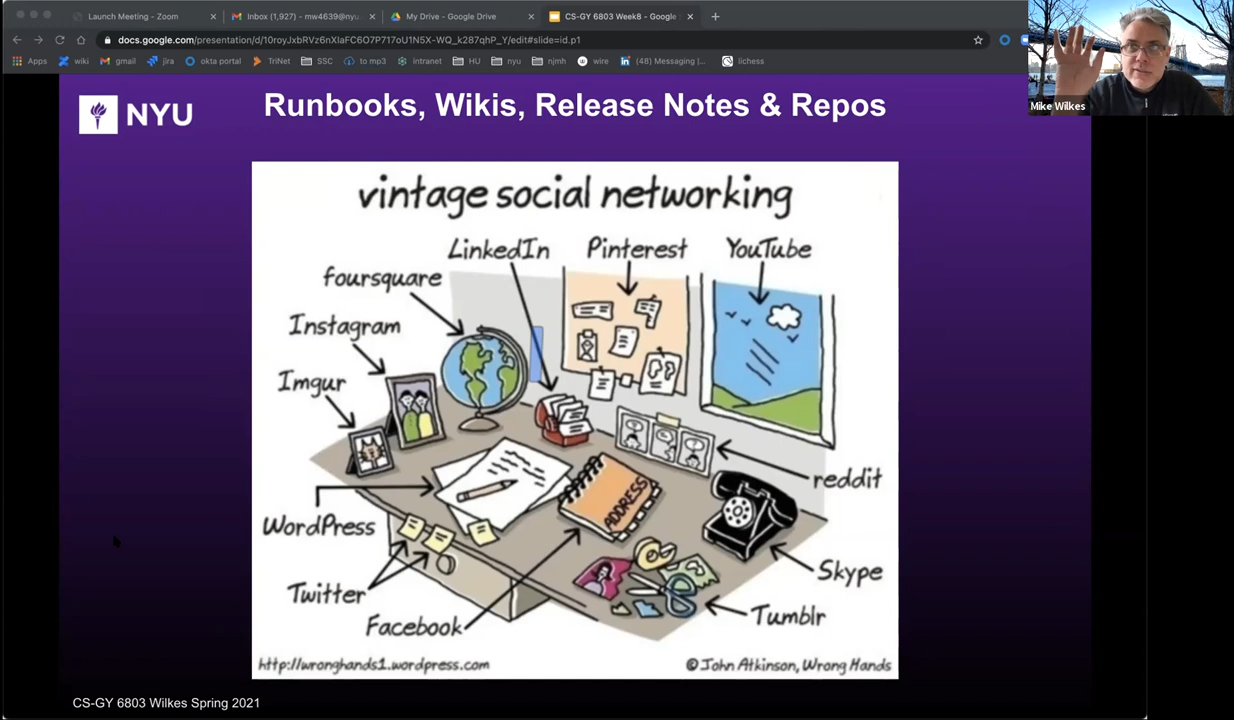 Launch Meeting - Zoom
Inbox (1,927) - mw4639@nyu.
My Drive - Google Drive
CS-GY 6803 Week8 - Google
docs.google.com/presentation/d/10royJxbRVz6nXlaFC6O7P717oU1N5X-WQ_k287qhP_Y/edit#slide=id.p1
Apps
wiki
gmail
jira
okta portal
TriNet
SSC
to mp3
intranet
HU
nyu
njmh
wire
(48) Messaging |...
lichess
Mike Wilkes
NYU
Runbooks, Wikis, Release Notes & Repos
vintage social networking
LinkedIn
Pinterest
YouTube
foursquare
Instagram
Imgur
reddit
ADDRESS
WordPress
Skype
Twitter
Tumblr
Facebook
http://wronghands1.wordpress.com
© John Atkinson, Wrong Hands
CS-GY 6803 Wilkes Spring 2021